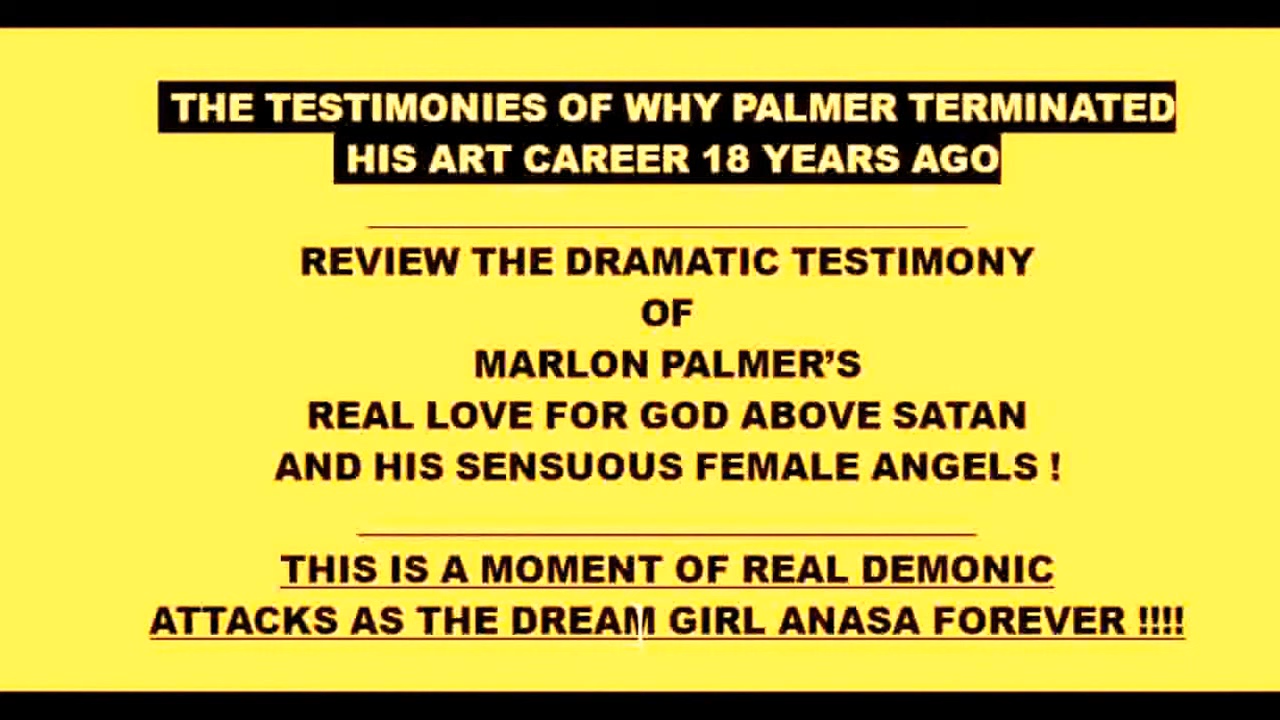 THE TESTIMONIES OF WHY PALMER TERMINATED
HIS ART CAREER 18 YEARS AGO
REVIEW THE DRAMATIC TESTIMONY
OF
MARLON PALMER’S
REAL LOVE FOR GOD ABOVE SATAN
AND HIS SENSUOUS FEMALE ANGELS !
THIS IS A MOMENT OF REAL DEMONIC
ATTACKS AS THE DREAM GIRL ANASA FOREVER !!!!